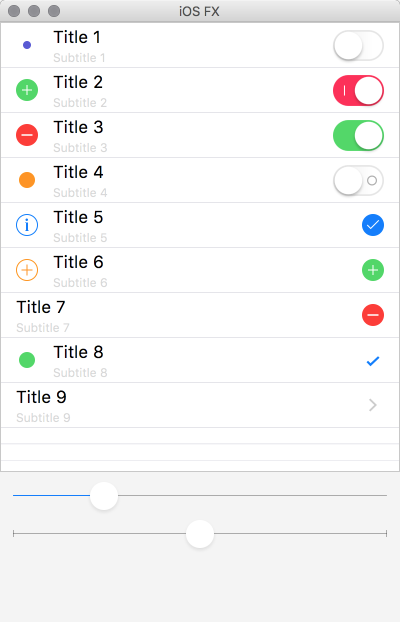 iOS FX
Title 1
Subtitle 1
Title 2
Subtitle 2
Title 3
Subtitle 3
Title 4
Subtitle 4
Title 5
Subtitle 5
Title 6
Subtitle 6
Title 7
Subtitle 7
Title 8
Subtitle 8
Title 9
Subtitle 9